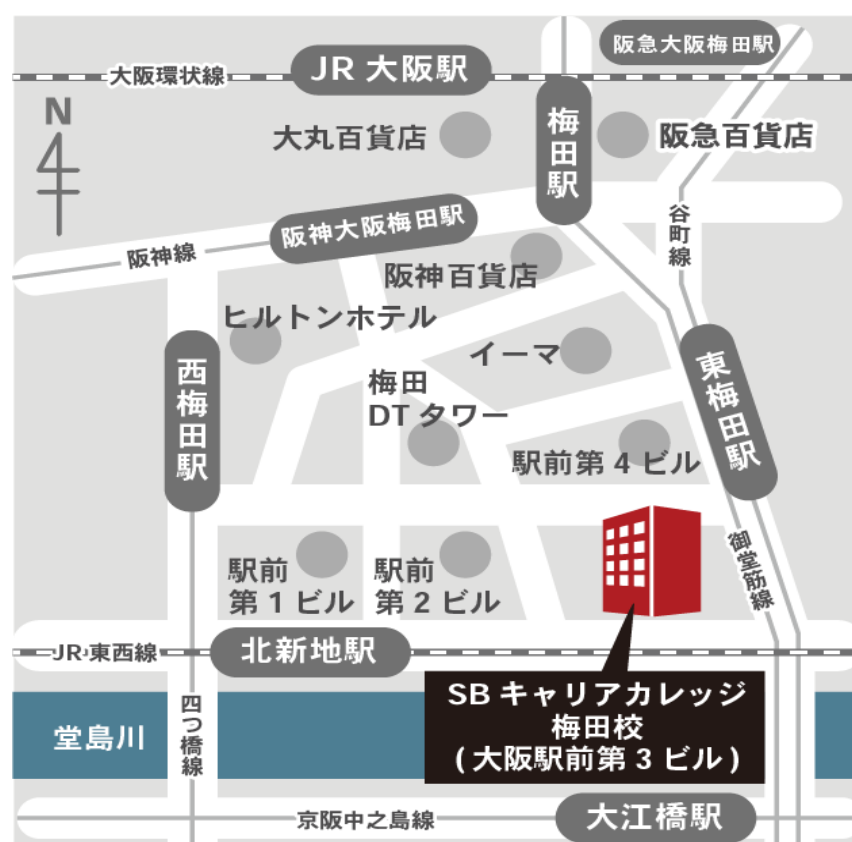 阪急大阪梅田駅
大阪環状線
JR 大阪駅
N
大丸百貨店
梅田駅
阪急百貨店
谷町線
阪神大阪梅田駅
阪神線
阪神百貨店
ヒルトンホテル
イーマ
西梅田駅
梅田
DT タワー
東梅田駅
駅前第 4 ビル
御堂筋線
駅前
第 1 ビル
駅前
第 2 ビル
JR 東西線
北新地駅
SB キャリアカレッジ
梅田校
( 大阪駅前第 3 ビル )
堂島川
四つ橋線
京阪中之島線
大江橋駅